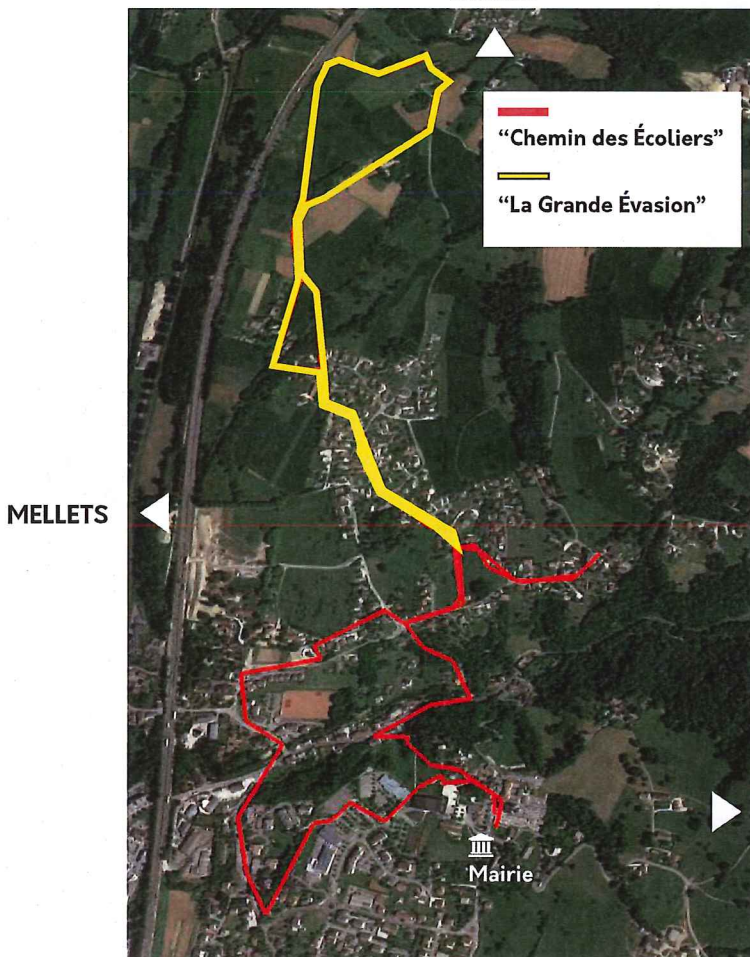 “Chemin des Écoliers”
“La Grande Évasion”
MELLETS
Mairie